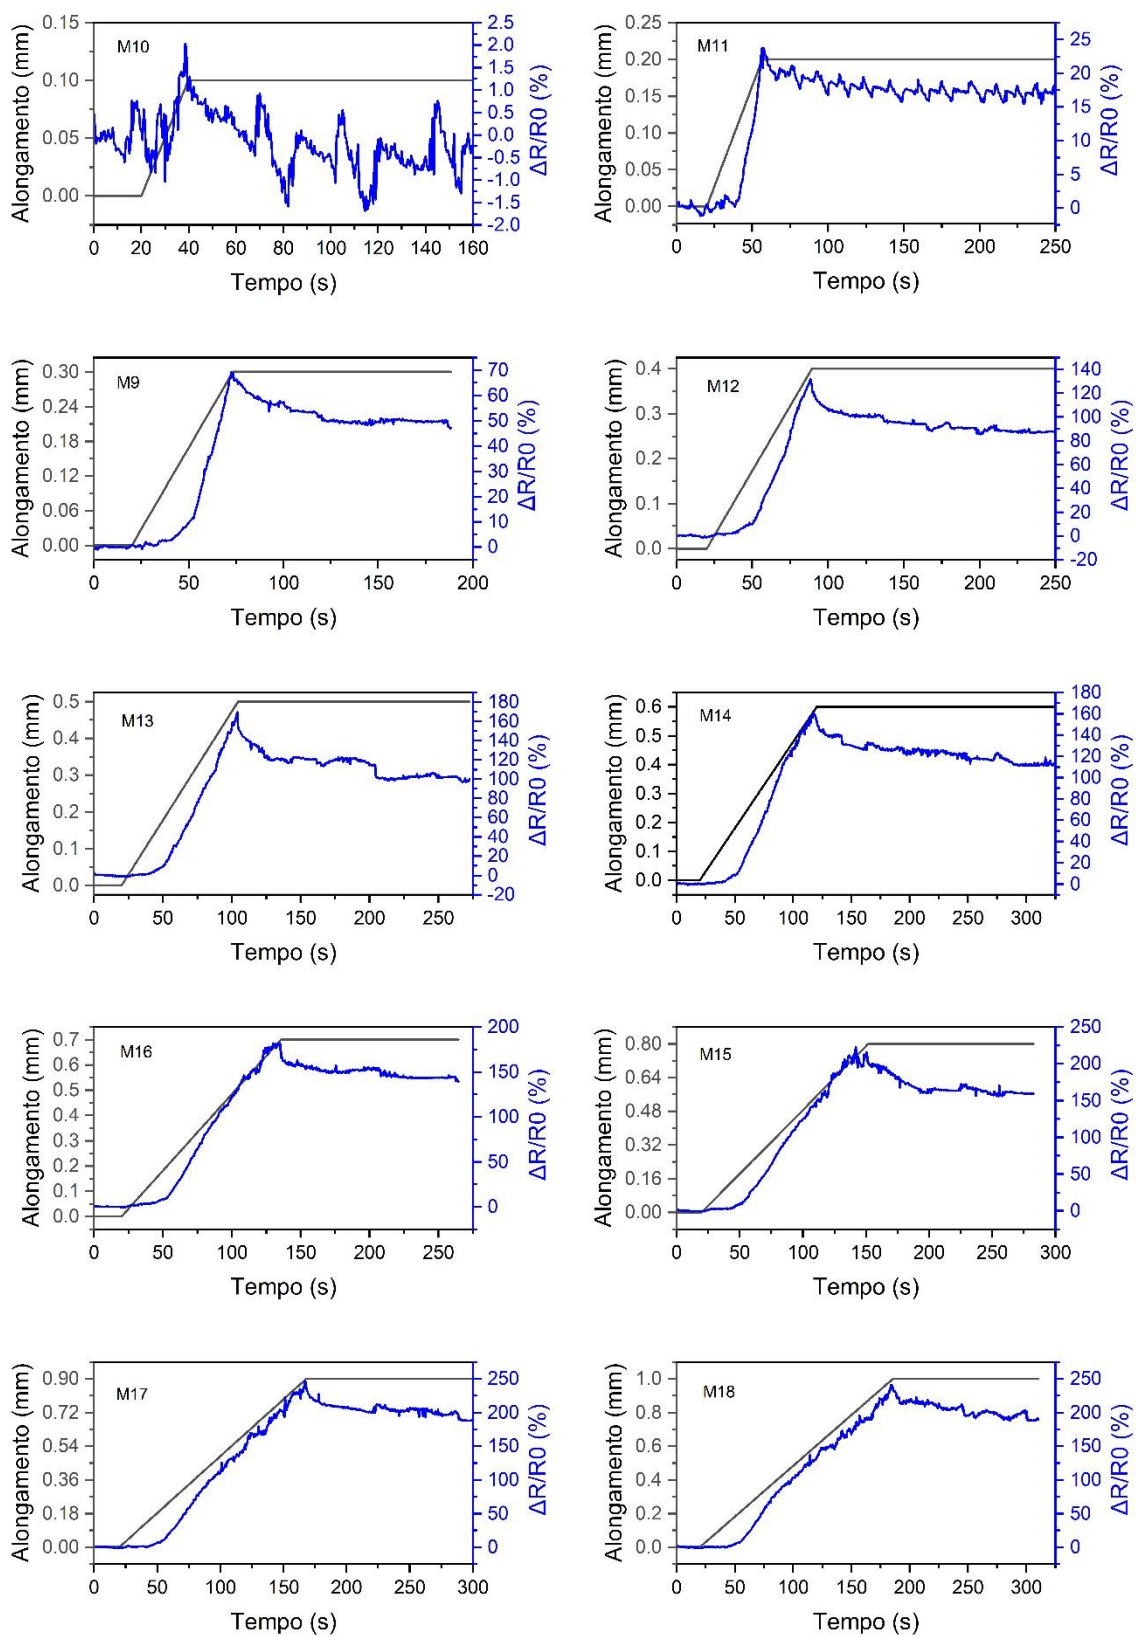 Alongamento (mm)
0.15
0.10
0.05
0.00
M10
2.5
2.0
1.5
1.0
0.5
0.0
-0.5
-1.0
-1.5
-2.0
ΔR/R0 (%)
0 20 40 60 80 100 120 140 160
Tempo (s)
Alongamento (mm)
0.25
0.20
0.15
0.10
0.05
0.00
M11
25
20
15
10
5
0
ΔR/R0 (%)
0 50 100 150 200 250
Tempo (s)
Alongamento (mm)
0.30
0.24
0.18
0.12
0.06
0.00
M9
70
60
50
40
30
20
10
0
ΔR/R0 (%)
0 50 100 150 200
Tempo (s)
Alongamento (mm)
0.4
0.3
0.2
0.1
0.0
M12
140
120
100
80
60
40
20
0
-20
ΔR/R0 (%)
0 50 100 150 200 250
Tempo (s)
Alongamento (mm)
0.5
0.4
0.3
0.2
0.1
0.0
M13
180
160
140
120
100
80
60
40
20
0
-20
ΔR/R0 (%)
0 50 100 150 200 250
Tempo (s)
Alongamento (mm)
0.6
0.5
0.4
0.3
0.2
0.1
0.0
M14
180
160
140
120
100
80
60
40
20
0
ΔR/R0 (%)
0 50 100 150 200 250 300
Tempo (s)
Alongamento (mm)
0.7
0.6
0.5
0.4
0.3
0.2
0.1
0.0
M16
200
150
100
50
0
ΔR/R0 (%)
0 50 100 150 200 250
Tempo (s)
Alongamento (mm)
0.80
0.64
0.48
0.32
0.16
0.00
M15
250
200
150
100
50
0
ΔR/R0 (%)
0 50 100 150 200 250 300
Tempo (s)
Alongamento (mm)
0.90
0.72
0.54
0.36
0.18
0.00
M17
250
200
150
100
50
0
ΔR/R0 (%)
0 50 100 150 200 250 300
Tempo (s)
Alongamento (mm)
1.0
0.8
0.6
0.4
0.2
0.0
M18
250
200
150
100
50
0
ΔR/R0 (%)
0 50 100 150 200 250 300
Tempo (s)